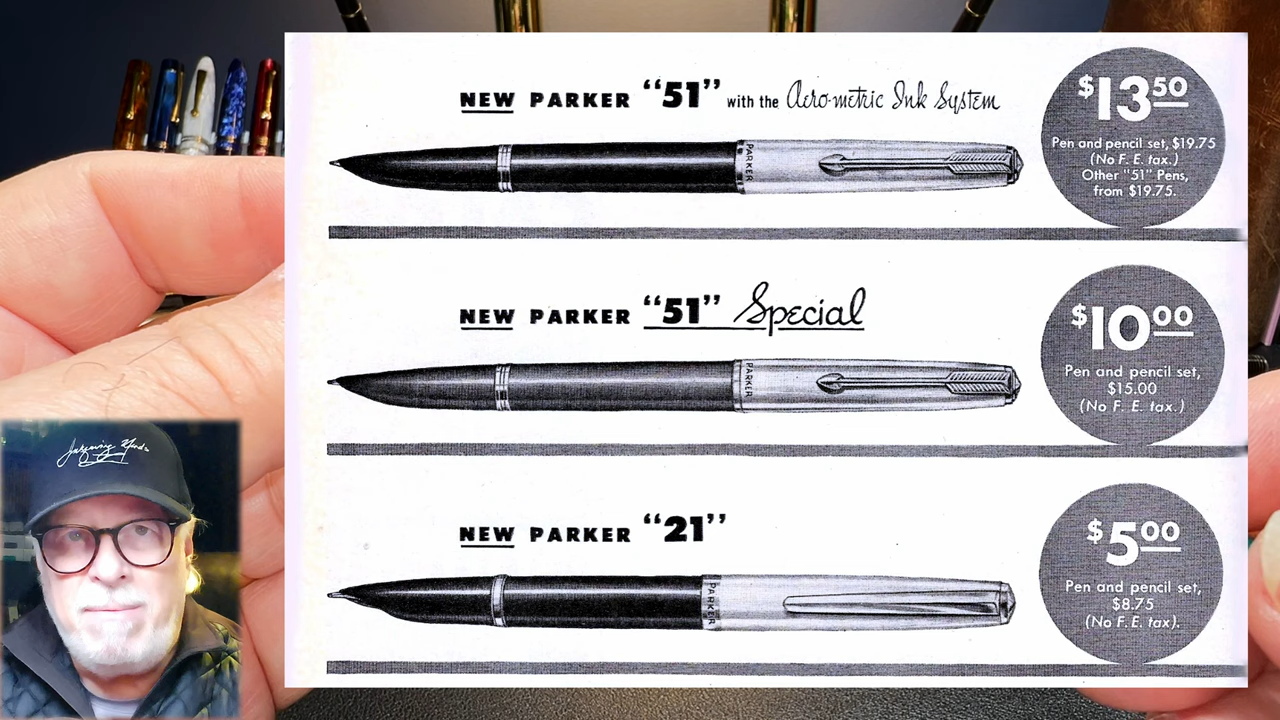 NEW PARKER “51” with the Aero-metric Ink System
$13.50
Pen and pencil set, $19.75
(No F. E. tax.)
Other “51” Pens,
from $19.75.
PARKER
NEW PARKER “51” Special
$10.00
Pen and pencil set,
$15.00
(No F. E. tax.)
PARKER
NEW PARKER “21”
$5.00
Pen and pencil set,
$8.75
(No F. E. tax).
PARKER